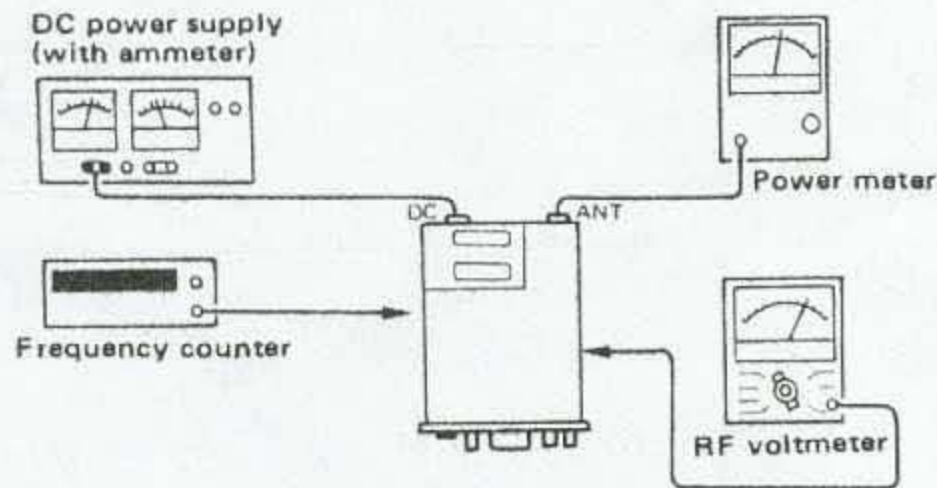 DC power supply
(with ammeter)
Power meter
DC
ANT
Frequency counter
RF voltmeter